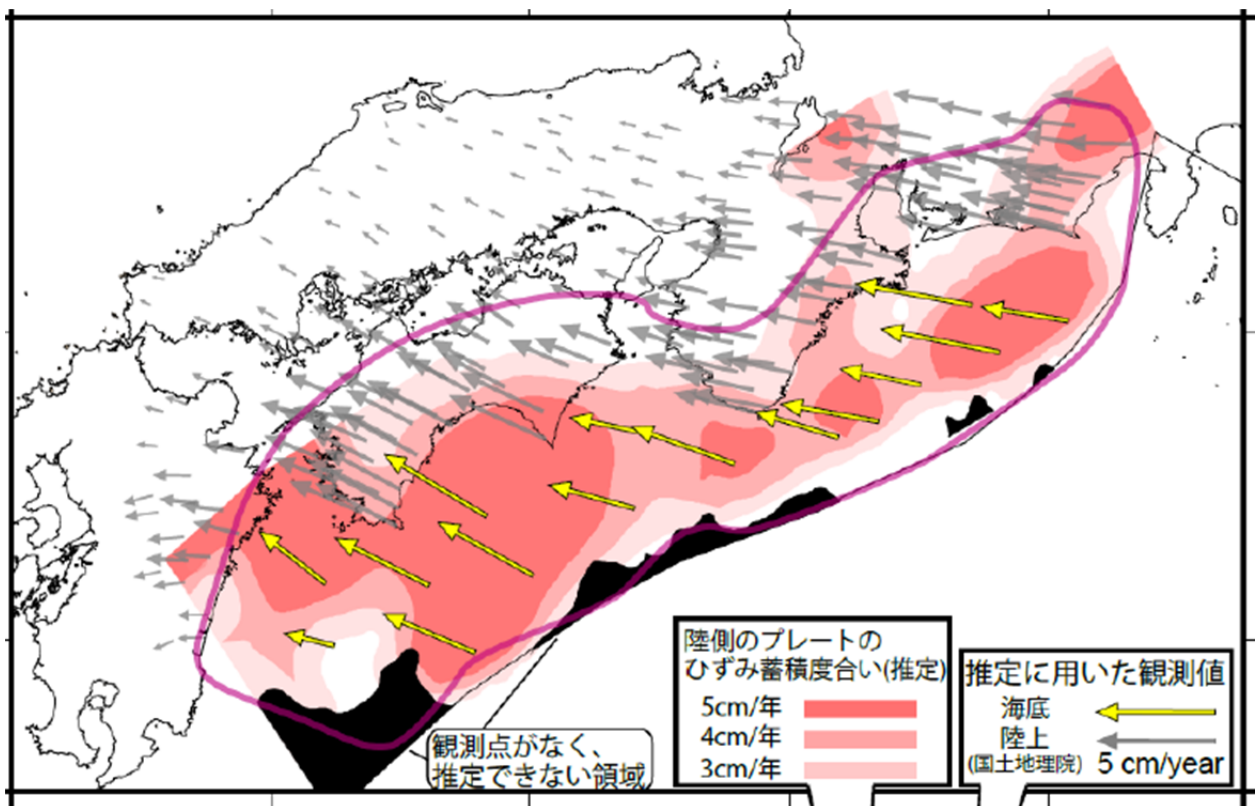 観測点がなく、
推定できない領域
陸側のプレートの
ひずみ蓄積度合い(推定)
5cm/年
4cm/年
3cm/年
推定に用いた観測値
海底
陸上
(国土地理院) 5 cm/year